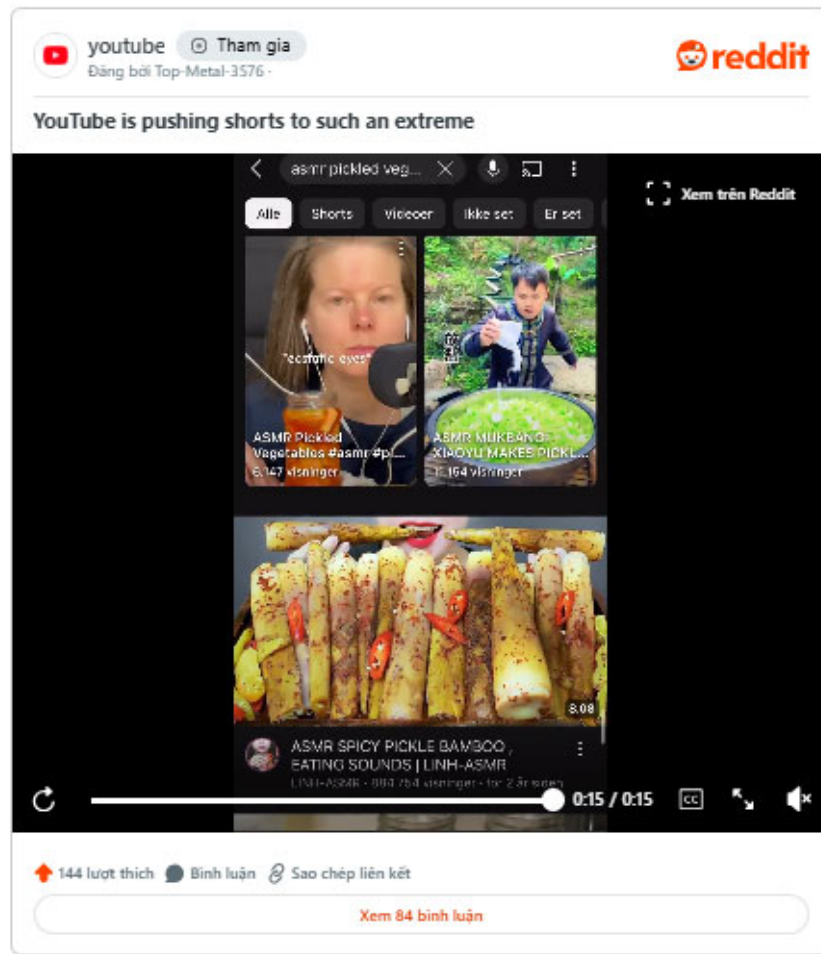 youtube Tham gia
reddit
Đăng bởi Top-Metal-3576 ·
YouTube is pushing shorts to such an extreme
asmr pickled veg...
Xem trên Reddit
Alle Shorts Videoer Ikke set Er set
*ecstatic eyes*
ASMR Pickled
Vegetables #asmr #pi...
6.147 visninger
ASMR MUKBANG
XIAOYU MAKES PICKL...
11.164 visninger
8.08
ASMR SPICY PICKLE BAMBOO ,
EATING SOUNDS | LINH-ASMR
LINH-ASMR · visninger · for 2 år siden
0:15 / 0:15 CC
144 lượt thích Bình luận Sao chép liên kết
Xem 84 bình luận